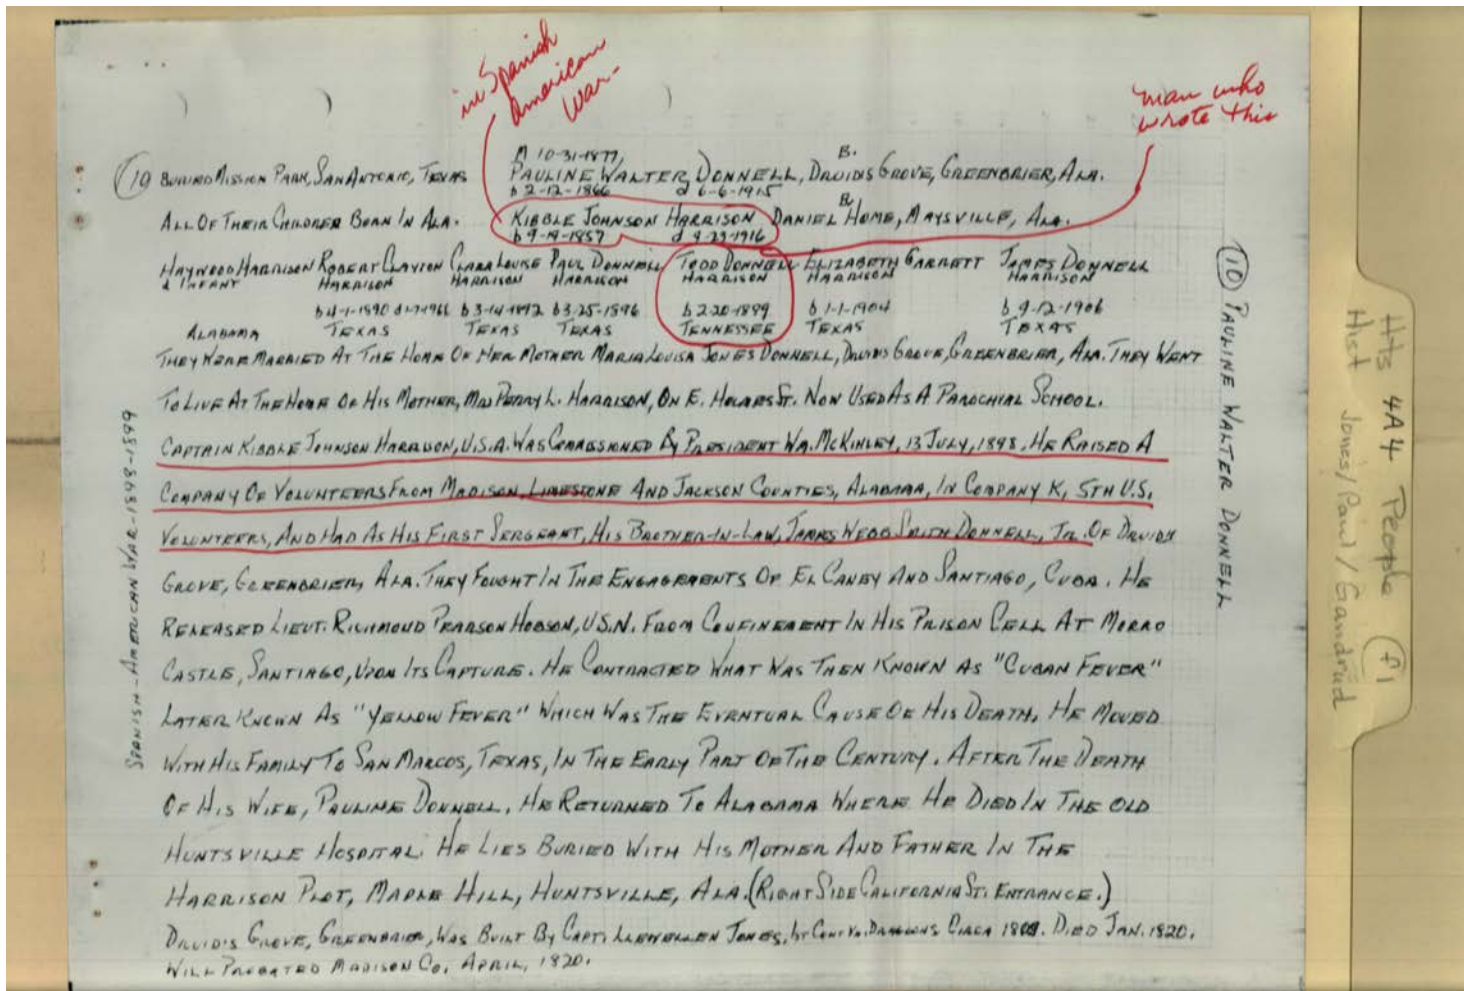 in Spanish
American
War-
man who
wrote this
M 10-31-1877, B.
(10 BURIED MISSION PARK, SAN ANTONIO, TEXAS PAULINE WALTER DONNELL, DRUIDS GROVE, GREENBRIER, ALA.
b 2-12-1866 d 6-6-1915
ALL OF THEIR CHILDREN BORN IN ALA. KIBBLE JOHNSON HARRISON B. DANIEL HOME, MAYSVILLE, ALA.
b 9-19-1857 d 9-23-1916
HAYWOOD HARRISON ROBERT CLAYTON CLARA LOUISE PAUL DONNELL TODD DONNELL ELIZABETH GARRETT JAMES DONNELL
d INFANT HARRISON HARRISON HARRISON HARRISON HARRISON HARRISON
b 4-1-1890 d 1-7-1966 b 3-14-1892 b 3-25-1896 b 2-20-1899 b 1-1-1904 b 9-12-1906
ALABAMA TEXAS TEXAS TEXAS TENNESSEE TEXAS TEXAS
THEY WERE MARRIED AT THE HOME OF HER MOTHER MARIA LOUISA JONES DONNELL, DRUIDS GROVE, GREENBRIER, ALA. THEY WENT
TO LIVE AT THE HOME OF HIS MOTHER, MRS PERRY L. HARRISON, ON E. HOLMES ST. NOW USED AS A PAROCHIAL SCHOOL.
CAPTAIN KIBBLE JOHNSON HARRISON, U.S.A. WAS COMMISSIONED BY PRESIDENT WM. MCKINLEY, 13 JULY, 1898. HE RAISED A
COMPANY OF VOLUNTEERS FROM MADISON, LIMESTONE AND JACKSON COUNTIES, ALABAMA, IN COMPANY K, 5TH U.S.
VOLUNTEERS, AND HAD AS HIS FIRST SERGEANT, HIS BROTHER-IN-LAW, JAMES WEBB SMITH DONNELL, JR. OF DRUIDS
GROVE, GREENBRIER, ALA. THEY FOUGHT IN THE ENGAGEMENTS OF EL CANEY AND SANTIAGO, CUBA. HE
RELEASED LIEUT. RICHMOND PEARSON HOBSON, U.S.N. FROM CONFINEMENT IN HIS PRISON CELL AT MORRO
CASTLE, SANTIAGO, UPON ITS CAPTURE. HE CONTRACTED WHAT WAS THEN KNOWN AS "CUBAN FEVER"
LATER KNOWN AS "YELLOW FEVER" WHICH WAS THE EVENTUAL CAUSE OF HIS DEATH. HE MOVED
WITH HIS FAMILY TO SAN MARCOS, TEXAS, IN THE EARLY PART OF THE CENTURY. AFTER THE DEATH
OF HIS WIFE, PAULINE DONNELL, HE RETURNED TO ALABAMA WHERE HE DIED IN THE OLD
HUNTSVILLE HOSPITAL. HE LIES BURIED WITH HIS MOTHER AND FATHER IN THE
HARRISON PLOT, MAPLE HILL, HUNTSVILLE, ALA. (RIGHT SIDE CALIFORNIA ST. ENTRANCE.)
DRUID'S GROVE, GREENBRIER, WAS BUILT BY CAPT. LLEWELLEN JONES, DRAGOONS CIRCA DIED JAN. 1820.
WILL PROBATED MADISON CO. APRIL, 1820.
SPANISH-AMERICAN WAR-1898-1899
(10) PAULINE WALTER DONNELL
Hts 4A4 People (f1
Hist Jones/Paul/Gandrud